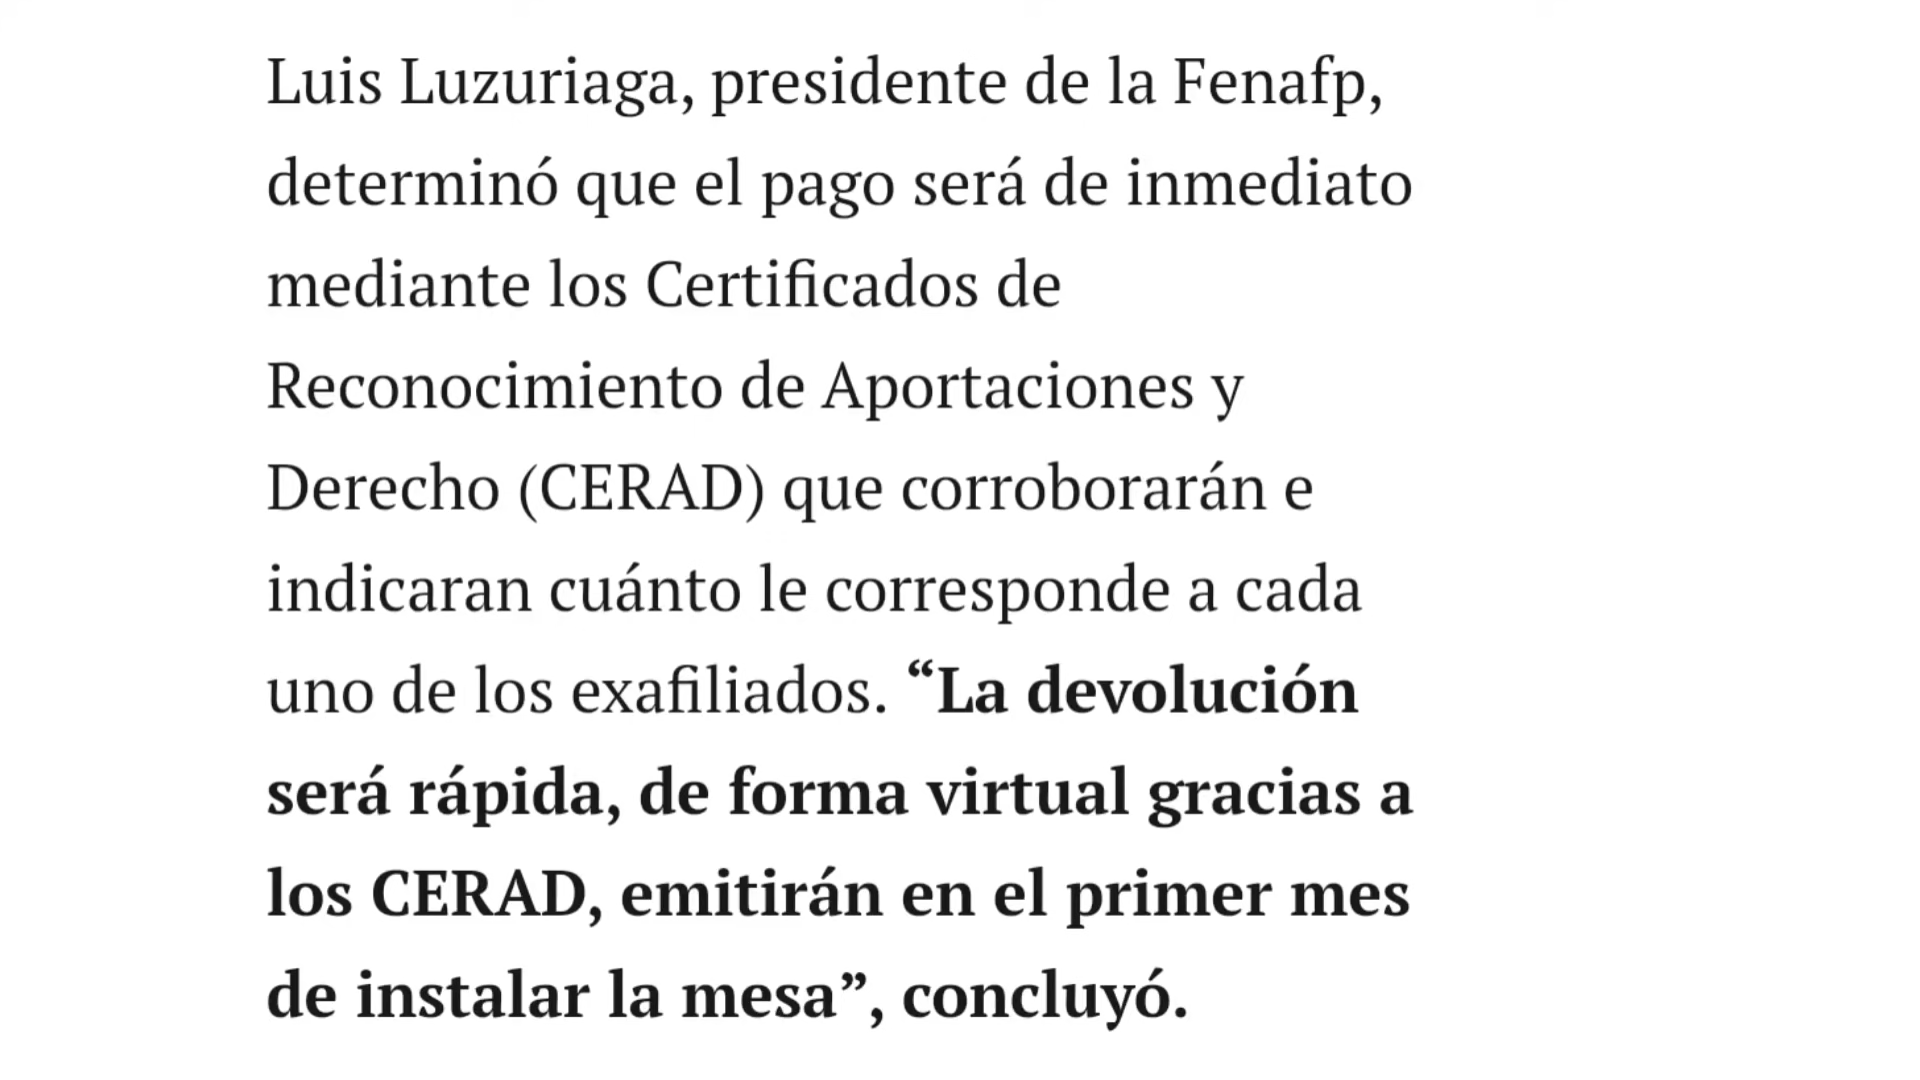 Luis Luzuriaga, presidente de la Fenafp,
determinó que el pago será de inmediato
mediante los Certificados de
Reconocimiento de Aportaciones y
Derecho (CERAD) que corroborarán e
indicaran cuánto le corresponde a cada
uno de los exafiliados. “La devolución
será rápida, de forma virtual gracias a
los CERAD, emitirán en el primer mes
de instalar la mesa”, concluyó.